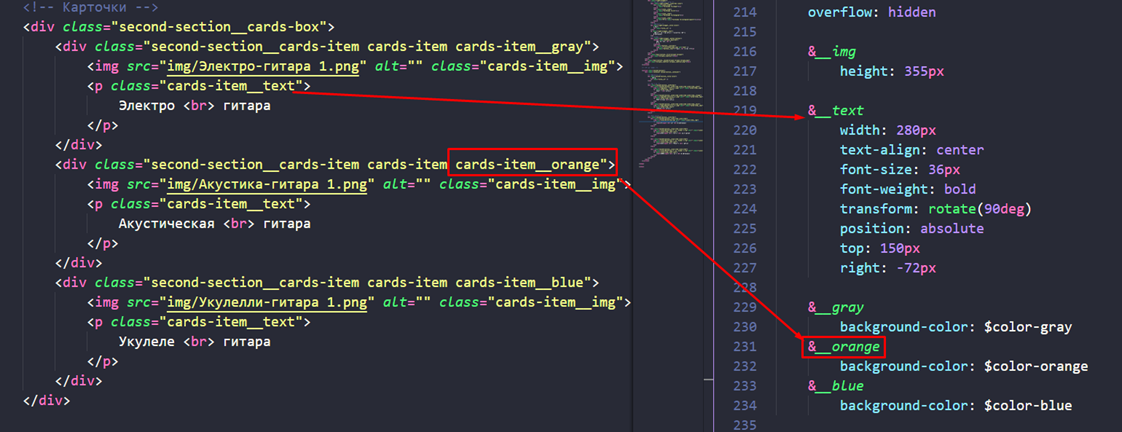 <!-- Карточки -->
<div class="second-section__cards-box">
<div class="second-section__cards-item cards-item cards-item__gray">
<img src="img/Электро-гитара 1.png" alt="" class="cards-item__img">
<p class="cards-item__text">
Электро <br> гитара
</p>
</div>
<div class="second-section__cards-item cards-item cards-item__orange">
<img src="img/Акустика-гитара 1.png" alt="" class="cards-item__img">
<p class="cards-item__text">
Акустическая <br> гитара
</p>
</div>
<div class="second-section__cards-item cards-item cards-item__blue">
<img src="img/Укулелли-гитара 1.png" alt="" class="cards-item__img">
<p class="cards-item__text">
Укулеле <br> гитара
</p>
</div>
</div>
214 overflow: hidden
215
216 &__img
217 height: 355px
218
219 &__text
220 width: 280px
221 text-align: center
222 font-size: 36px
223 font-weight: bold
224 transform: rotate(90deg)
225 position: absolute
226 top: 150px
227 right: -72px
228
229 &__gray
230 background-color: $color-gray
231 &__orange
232 background-color: $color-orange
233 &__blue
234 background-color: $color-blue
235